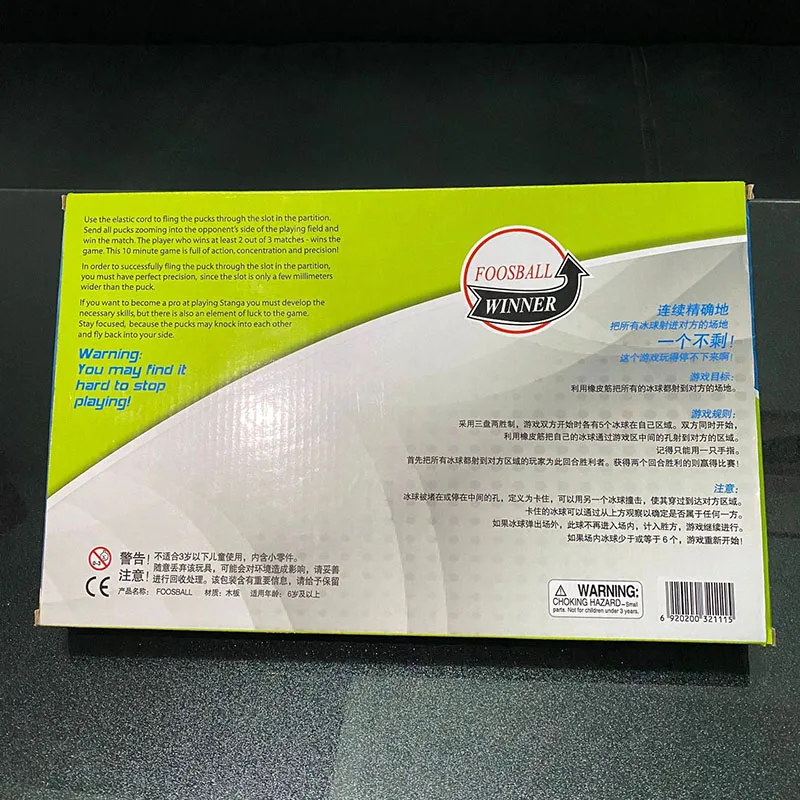 Use the elastic cord to fling the pucks through the slot in the partition.
Send all pucks zooming into the opponent's side of the playing field and
win the match. The player who wins at least 2 out of 3 matches - wins the
game. This 10 minute game is full of action, concentration and precision!
In order to successfully fling the puck through the slot in the partition,
you must have perfect precision, since the slot is only a few millimeters
wider than the puck.
If you want to become a pro at playing Stanga you must develop the
necessary skills, but there is also an element of luck to the game.
Stay focused, because the pucks may knock into each other
and fly back into your side.
Warning:
You may find it
hard to stop
playing!
FOOSBALL
WINNER
连续精确地
把所有冰球射进对方的场地
一个不剩!
这个游戏玩得停不下来啊!
游戏目标:
利用橡皮筋把所有的冰球都射到对方的场地。
游戏规则:
采用三盘两胜制,游戏双方开始时各有5个冰球在自己区域。双方同时开始,
利用橡皮筋把自己的冰球通过游戏区中间的孔射到对方的区域。
记得只能用一只手指。
首先把所有冰球都射到对方区域的玩家为此回合胜利者。获得两个回合胜利的则赢得比赛!
注意:
冰球被堵在或停在中间的孔,定义为卡住,可以用另一个冰球撞击,使其穿过到达对方区域。
卡住的冰球可以通过从上方观察以确定是否属于任何一方。
如果冰球弹出场外,此球不再进入场内,计入胜方,游戏继续进行。
如果场内冰球少于或等于6个,游戏重新开始!
0-3
警告! 不适合3岁以下儿童使用,内含小零件。
注意! 随意丢弃该玩具,可能会对环境造成影响,请妥善
进行回收处理。该包装含有重要信息,请给予保留
CE 产品名称: FOOSBALL 材质: 木板 适用年龄: 6岁及以上
WARNING:
CHOKING HAZARD-Small
parts. Not for children under 3 years.
6 920200 321115